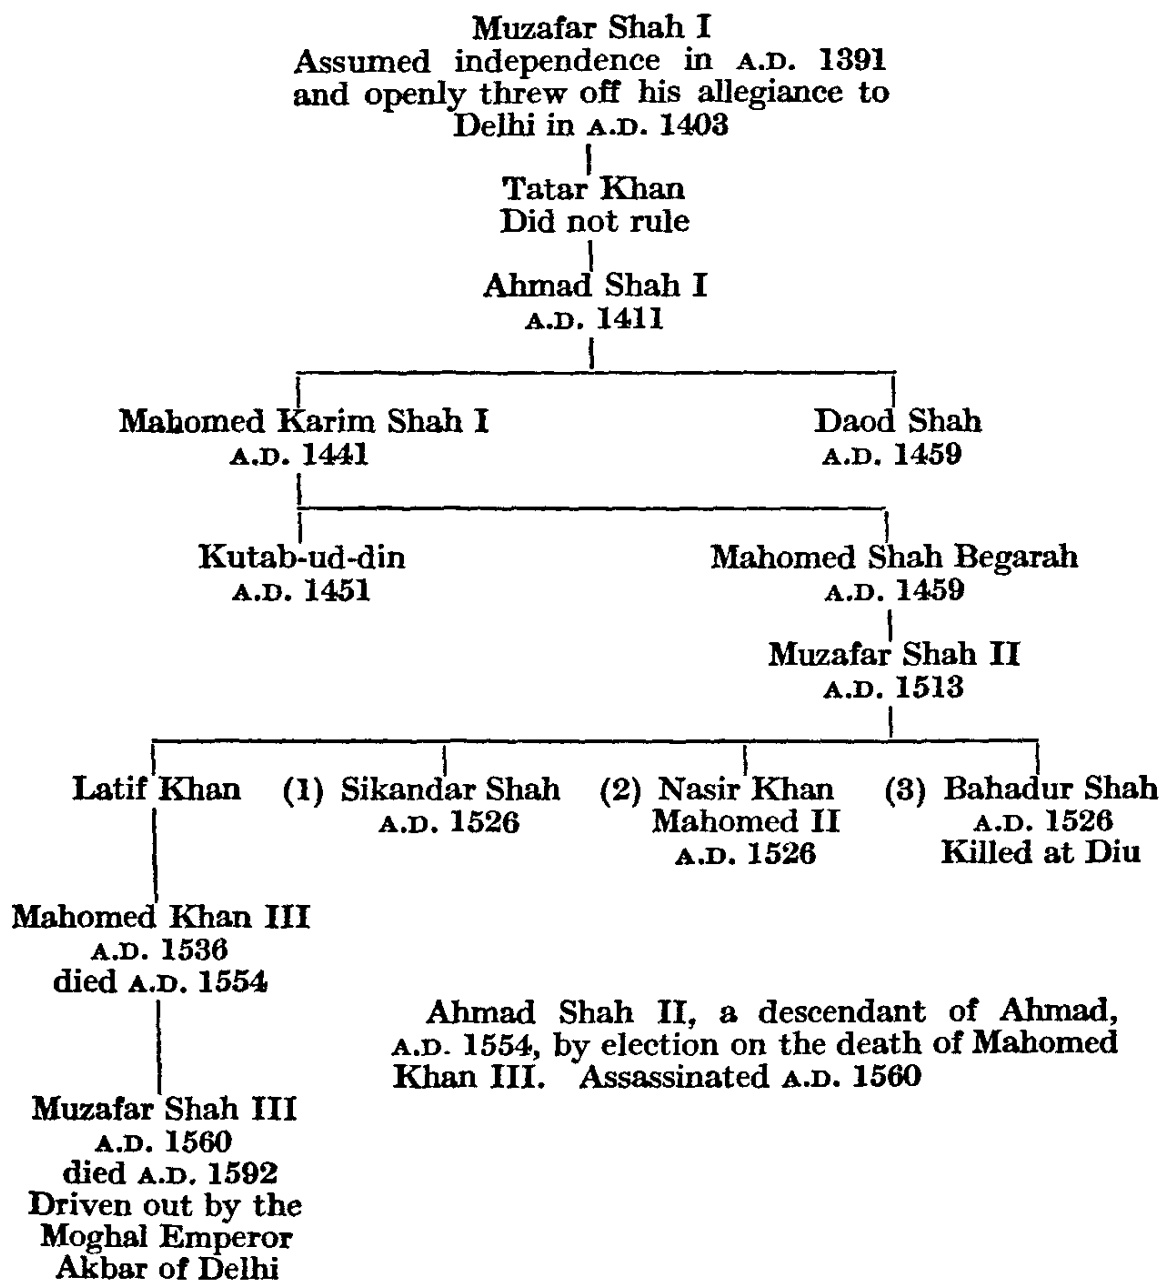 Muzafar Shah I
Assumed independence in A.D. 1391
and openly threw off his allegiance to
Delhi in A.D. 1403
Tatar Khan
Did not rule
Ahmad Shah I
A.D. 1411
Mahomed Karim Shah I
A.D. 1441
Daod Shah
A.D. 1459
Kutab-ud-din
A.D. 1451
Mahomed Shah Begarah
A.D. 1459
Muzafar Shah II
A.D. 1513
Latif Khan
(1) Sikandar Shah
A.D. 1526
(2) Nasir Khan
Mahomed II
A.D. 1526
(3) Bahadur Shah
A.D. 1526
Killed at Diu
Mahomed Khan III
A.D. 1536
died A.D. 1554
Ahmad Shah II, a descendant of Ahmad,
A.D. 1554, by election on the death of Mahomed
Khan III. Assassinated A.D. 1560
Muzafar Shah III
A.D. 1560
died A.D. 1592
Driven out by the
Moghal Emperor
Akbar of Delhi